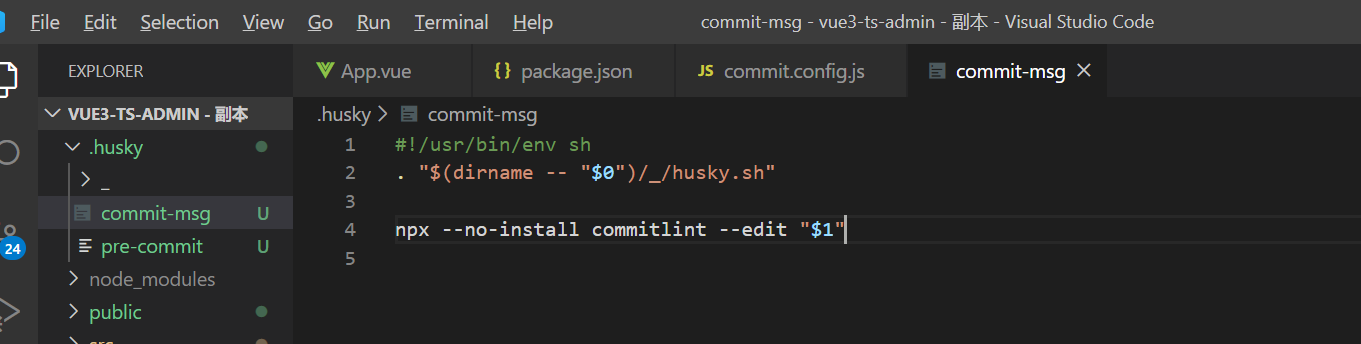 File Edit Selection View Go Run Terminal Help commit-msg - vue3-ts-admin - 副本 - Visual Studio Code
EXPLORER
App.vue {} package.json JS commit.config.js commit-msg
VUE3-TS-ADMIN - 副本
.husky > commit-msg
.husky
_
commit-msg U
pre-commit U
node_modules
public
src
24
1 #!/usr/bin/env sh
2 . "$(dirname -- "$0")/_/husky.sh"
3
4 npx --no-install commitlint --edit "$1"
5